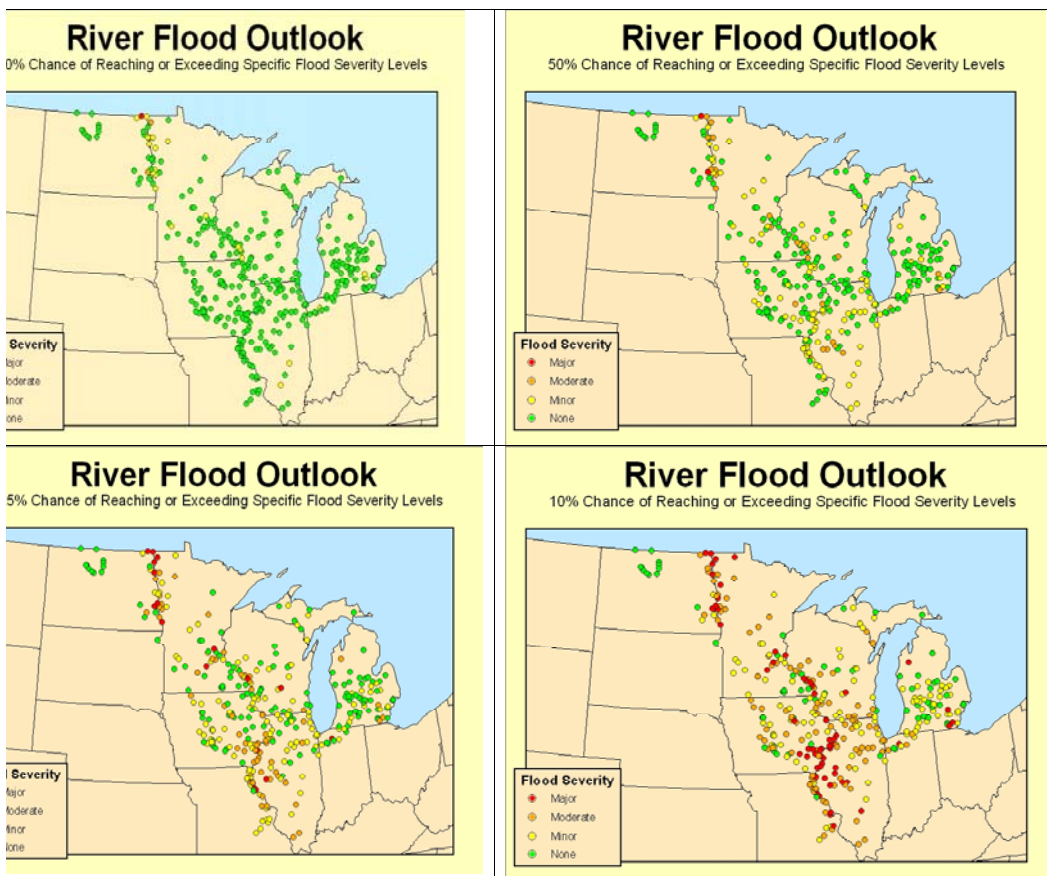 River Flood Outlook
0% Chance of Reaching or Exceeding Specific Flood Severity Levels
Severity
Major
Moderate
Minor
None
River Flood Outlook
50% Chance of Reaching or Exceeding Specific Flood Severity Levels
Flood Severity
Major
Moderate
Minor
None
River Flood Outlook
5% Chance of Reaching or Exceeding Specific Flood Severity Levels
Severity
Major
Moderate
Minor
None
River Flood Outlook
10% Chance of Reaching or Exceeding Specific Flood Severity Levels
Flood Severity
Major
Moderate
Minor
None